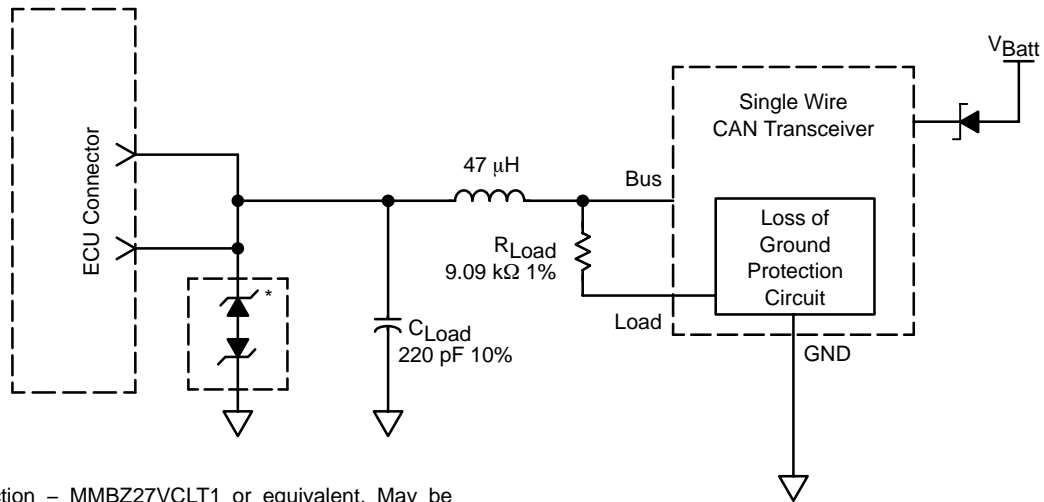 VBatt
Single Wire
CAN Transceiver
ECU Connector
47 μH
Bus
RLoad
9.09 kΩ 1%
Loss of
Ground
Protection
Circuit
*
CLoad
220 pF 10%
Load
GND
ction – MMBZ27VCLT1 or equivalent. May be